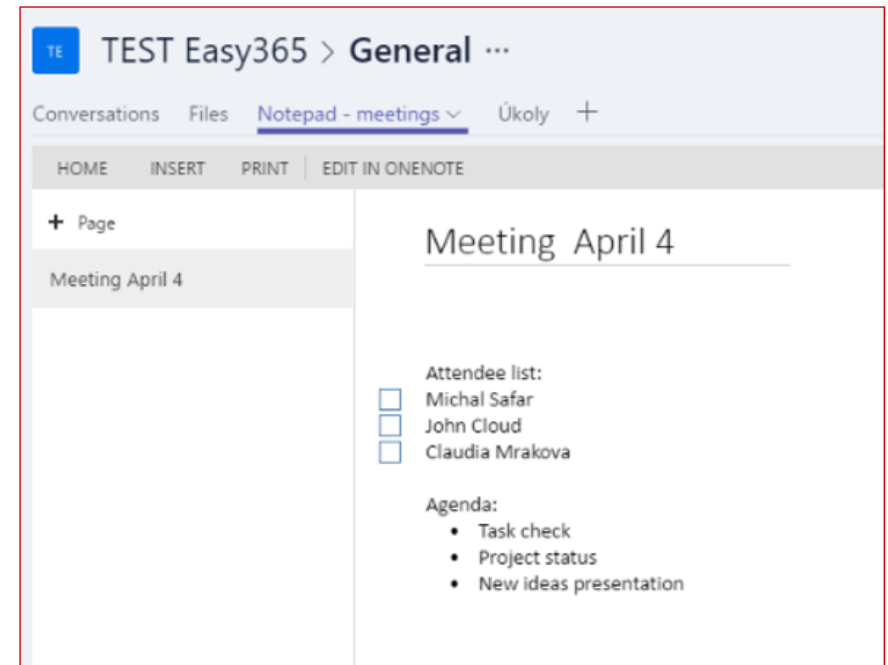 TE TEST Easy365 > General ...
Conversations Files Notepad - meetings Úkoly +
HOME INSERT PRINT EDIT IN ONENOTE
+ Page
Meeting April 4
Meeting April 4
Attendee list:
Michal Safar
John Cloud
Claudia Mrakova
Agenda:
• Task check
• Project status
• New ideas presentation